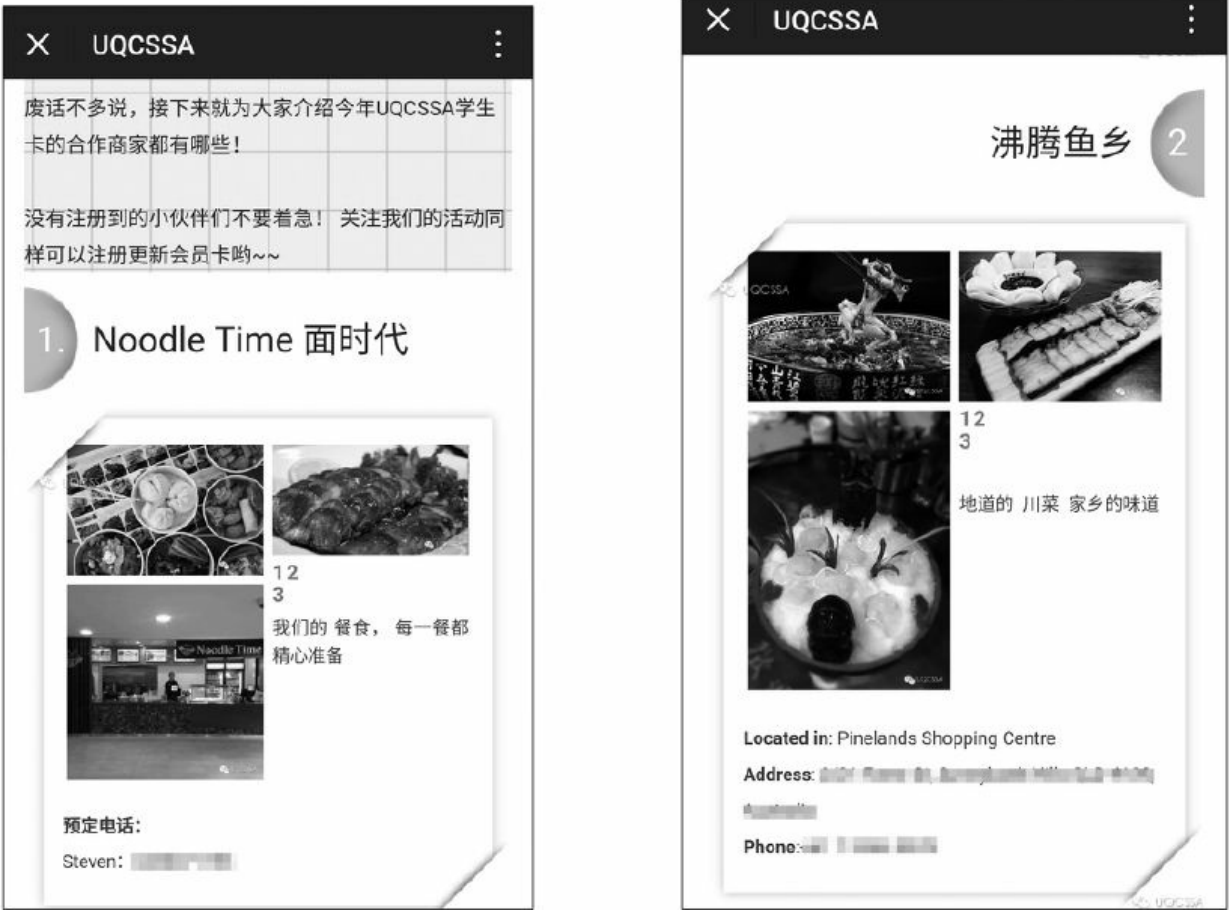 UQCSSA
废话不多说，接下来就为大家介绍今年UQCSSA学生
卡的合作商家都有哪些！
没有注册到的小伙伴们不要着急！ 关注我们的活动同
样可以注册更新会员卡哟~~
1.
Noodle Time 面时代
UQCSSA
Noodle Time
1 2
3
我们的 餐食， 每一餐都
精心准备
预定电话：
Steven：
UQCSSA
沸腾鱼乡
2
UQCSSA
UQCSSA
1 2
3
地道的 川菜 家乡的味道
UQCSSA
Located in: Pinelands Shopping Centre
Address:
Phone:
UQCSSA